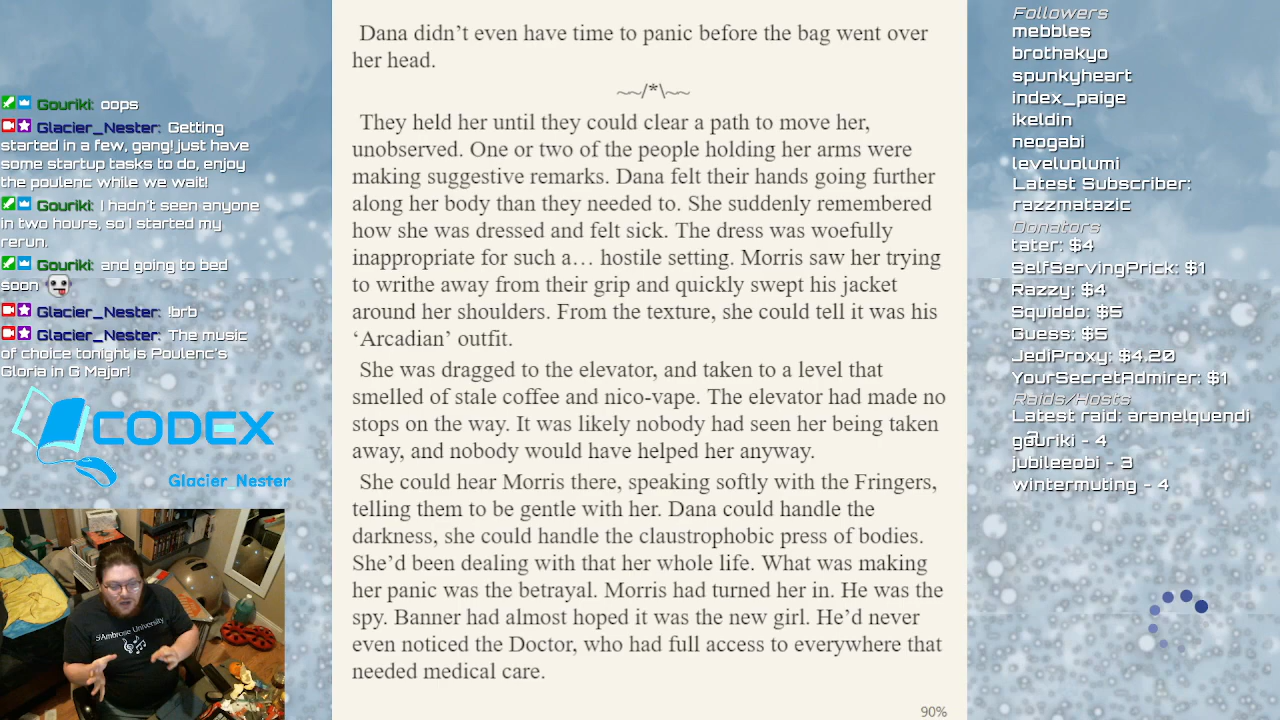 Gouriki: oops
Glacier_Nester: Getting
started in a few, gang! just have
some startup tasks to do, enjoy
the poulenc while we wait!
Gouriki: I hadn't seen anyone
in two hours, so I started my
rerun.
Gouriki: and going to bed
soon
Glacier_Nester: !brb
Glacier_Nester: The music
of choice tonight is Poulenc's
Gloria in G Major!
CODEX
Glacier_Nester
St Ambrose University
Dana didn’t even have time to panic before the bag went over
her head.
~~/*\~~
They held her until they could clear a path to move her,
unobserved. One or two of the people holding her arms were
making suggestive remarks. Dana felt their hands going further
along her body than they needed to. She suddenly remembered
how she was dressed and felt sick. The dress was woefully
inappropriate for such a… hostile setting. Morris saw her trying
to writhe away from their grip and quickly swept his jacket
around her shoulders. From the texture, she could tell it was his
‘Arcadian’ outfit.
She was dragged to the elevator, and taken to a level that
smelled of stale coffee and nico-vape. The elevator had made no
stops on the way. It was likely nobody had seen her being taken
away, and nobody would have helped her anyway.
She could hear Morris there, speaking softly with the Fringers,
telling them to be gentle with her. Dana could handle the
darkness, she could handle the claustrophobic press of bodies.
She’d been dealing with that her whole life. What was making
her panic was the betrayal. Morris had turned her in. He was the
spy. Banner had almost hoped it was the new girl. He’d never
even noticed the Doctor, who had full access to everywhere that
needed medical care.
90%
Followers
mebbles
brothakyo
spunkyheart
index_paige
ikeldin
neogabi
leveluolumi
Latest Subscriber:
razzmatazic
Donators
tater: $4
SelfServingPrick: $1
Razzy: $4
Squiddo: $5
Guess: $5
JediProxy: $4.20
YourSecretAdmirer: $1
Raids/Hosts
Latest raid: aranelquendi
gouriki - 4
jubileeobi - 3
wintermuting - 4